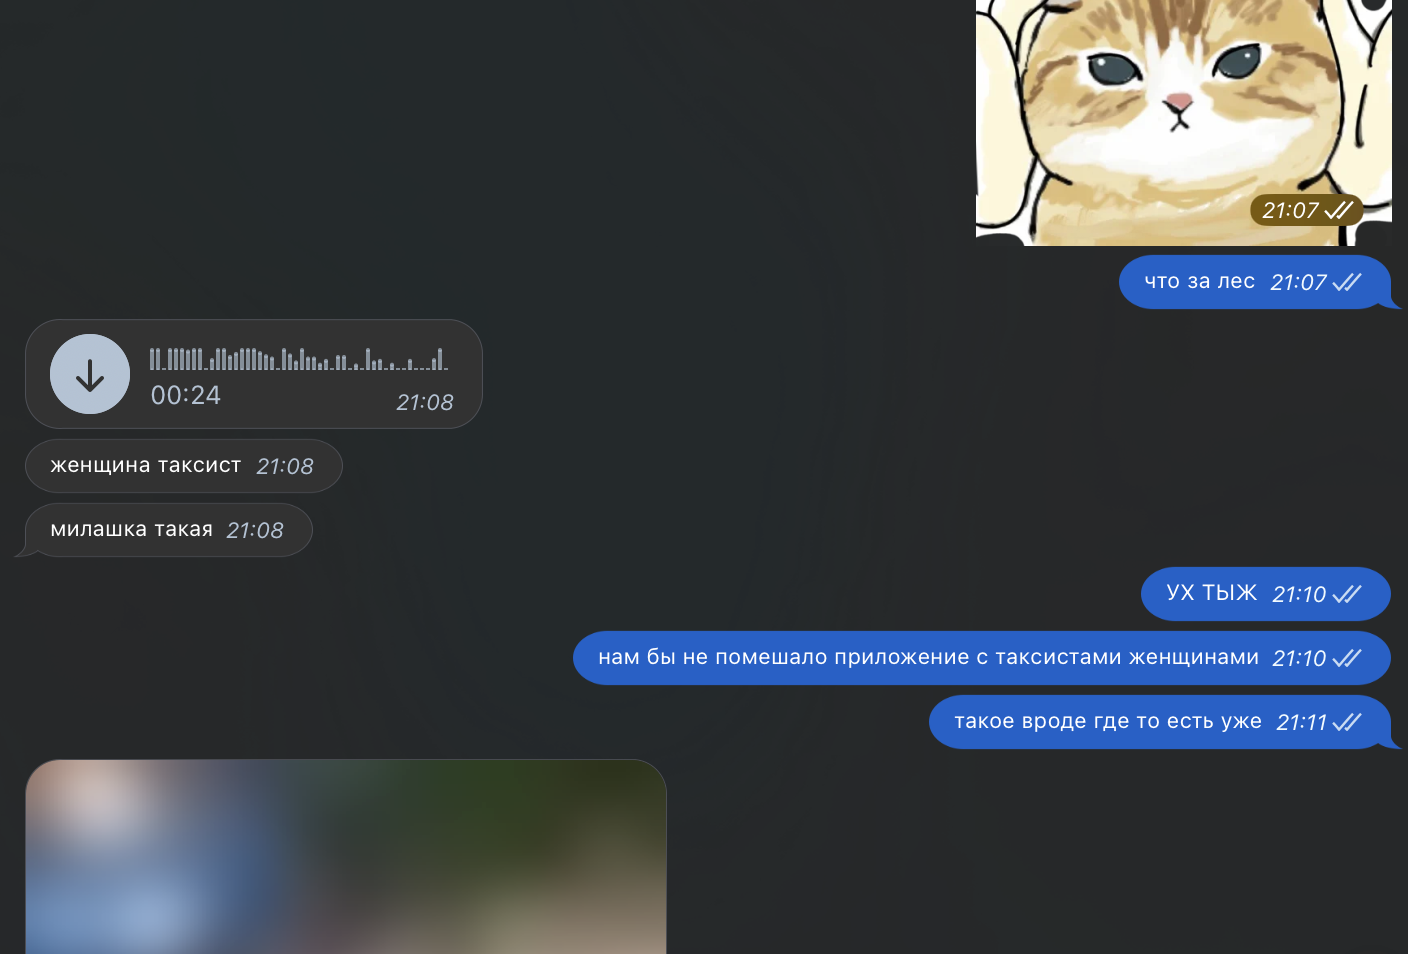 21:07
что за лес 21:07
00:24 21:08
женщина таксист 21:08
милашка такая 21:08
УХ ТЫЖ 21:10
нам бы не помешало приложение с таксистами женщинами 21:10
такое вроде где то есть уже 21:11